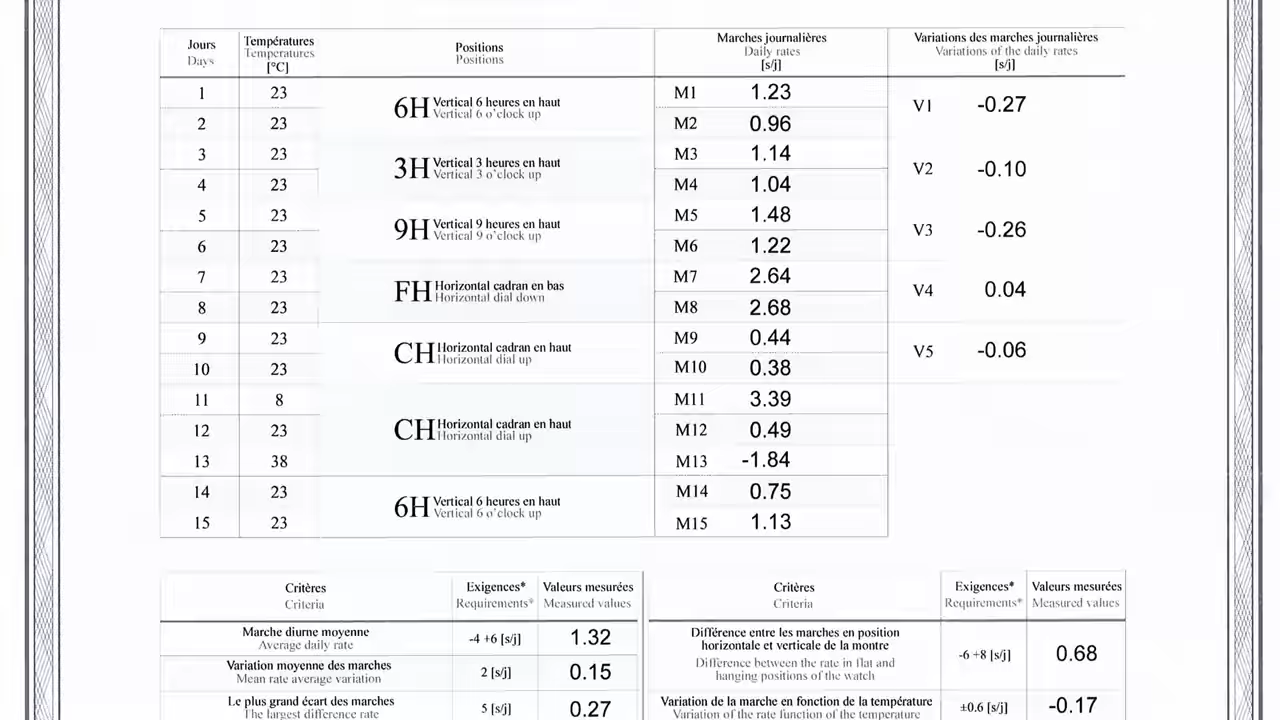 Jours Températures Positions Marches journalières Variations des marches journalières
Days Temperatures Positions Daily rates Variations of the daily rates
[°C] [s/j] [s/j]
1 23 6H Vertical 6 heures en haut M1 1.23 V1 -0.27
2 23 Vertical 6 o'clock up M2 0.96
3 23 3H Vertical 3 heures en haut M3 1.14 V2 -0.10
4 23 Vertical 3 o'clock up M4 1.04
5 23 9H Vertical 9 heures en haut M5 1.48 V3 -0.26
6 23 Vertical 9 o'clock up M6 1.22
7 23 FH Horizontal cadran en bas M7 2.64 V4 0.04
8 23 Horizontal dial down M8 2.68
9 23 CH Horizontal cadran en haut M9 0.44 V5 -0.06
10 23 Horizontal dial up M10 0.38
11 8 M11 3.39
12 23 CH Horizontal cadran en haut M12 0.49
Horizontal dial up
13 38 M13 -1.84
14 23 6H Vertical 6 heures en haut M14 0.75
15 23 Vertical 6 o'clock up M15 1.13
Critères Exigences* Valeurs mesurées
Criteria Requirements* Measured values
Marche diurne moyenne -4 +6 [s/j] 1.32
Average daily rate
Variation moyenne des marches 2 [s/j] 0.15
Mean rate average variation
Le plus grand écart des marches 5 [s/j] 0.27
The largest difference rate
Critères Exigences* Valeurs mesurées
Criteria Requirements* Measured values
Différence entre les marches en position
horizontale et verticale de la montre -6 +8 [s/j] 0.68
Difference between the rate in flat and
hanging positions of the watch
Variation de la marche en fonction de la température ±0.6 [s/j] -0.17
Variation of the rate function of the temperature